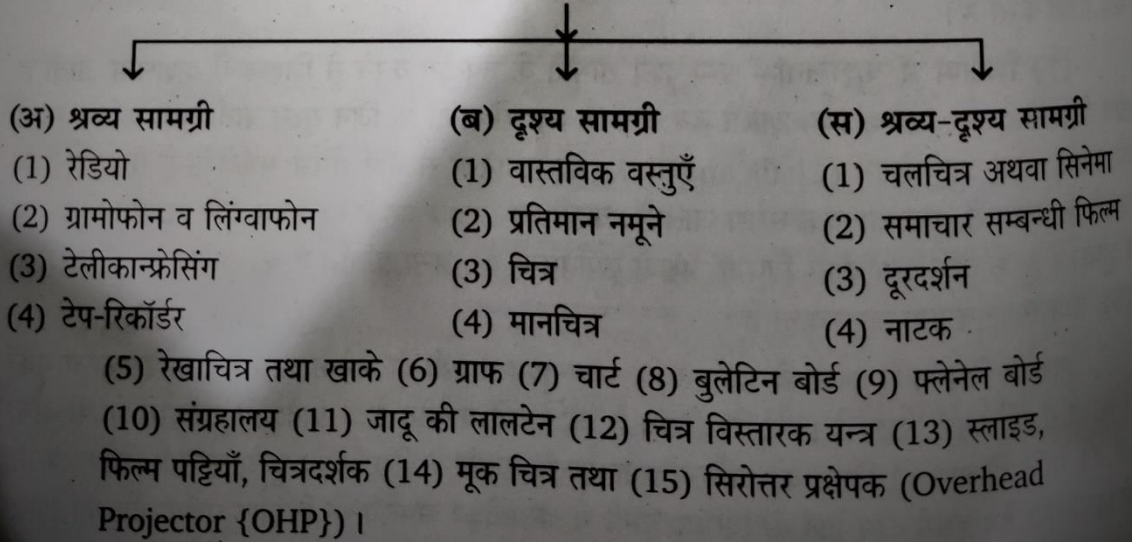 (अ) श्रव्य सामग्री (ब) दृश्य सामग्री (स) श्रव्य-दृश्य सामग्री
(1) रेडियो (1) वास्तविक वस्तुएँ (1) चलचित्र अथवा सिनेमा
(2) ग्रामोफोन व लिंग्वाफोन (2) प्रतिमान नमूने (2) समाचार सम्बन्धी फिल्म
(3) टेलीकान्फ्रेसिंग (3) चित्र (3) दूरदर्शन
(4) टेप-रिकॉर्डर (4) मानचित्र (4) नाटक
(5) रेखाचित्र तथा खाके (6) ग्राफ (7) चार्ट (8) बुलेटिन बोर्ड (9) फ्लेनेल बोर्ड
(10) संग्रहालय (11) जादू की लालटेन (12) चित्र विस्तारक यन्त्र (13) स्लाइड,
फिल्म पट्टियाँ, चित्रदर्शक (14) मूक चित्र तथा (15) सिरोत्तर प्रक्षेपक (Overhead
Projector {OHP})।